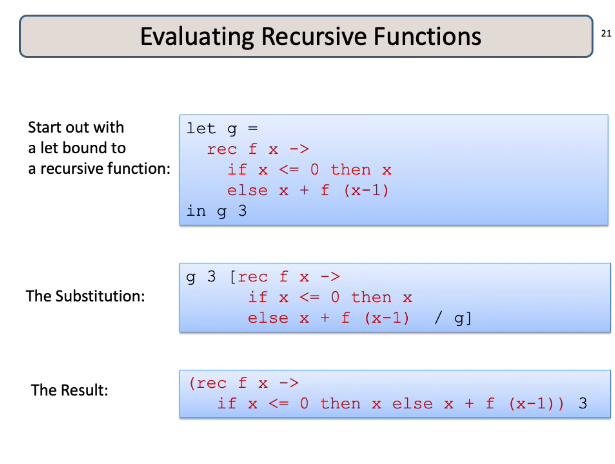 Evaluating Recursive Functions
21
Start out with
a let bound to
a recursive function:
let g =
rec f x ->
if x <= 0 then x
else x + f (x-1)
in g 3
The Substitution:
g 3 [rec f x ->
if x <= 0 then x
else x + f (x-1) / g]
The Result:
(rec f x ->
if x <= 0 then x else x + f (x-1)) 3